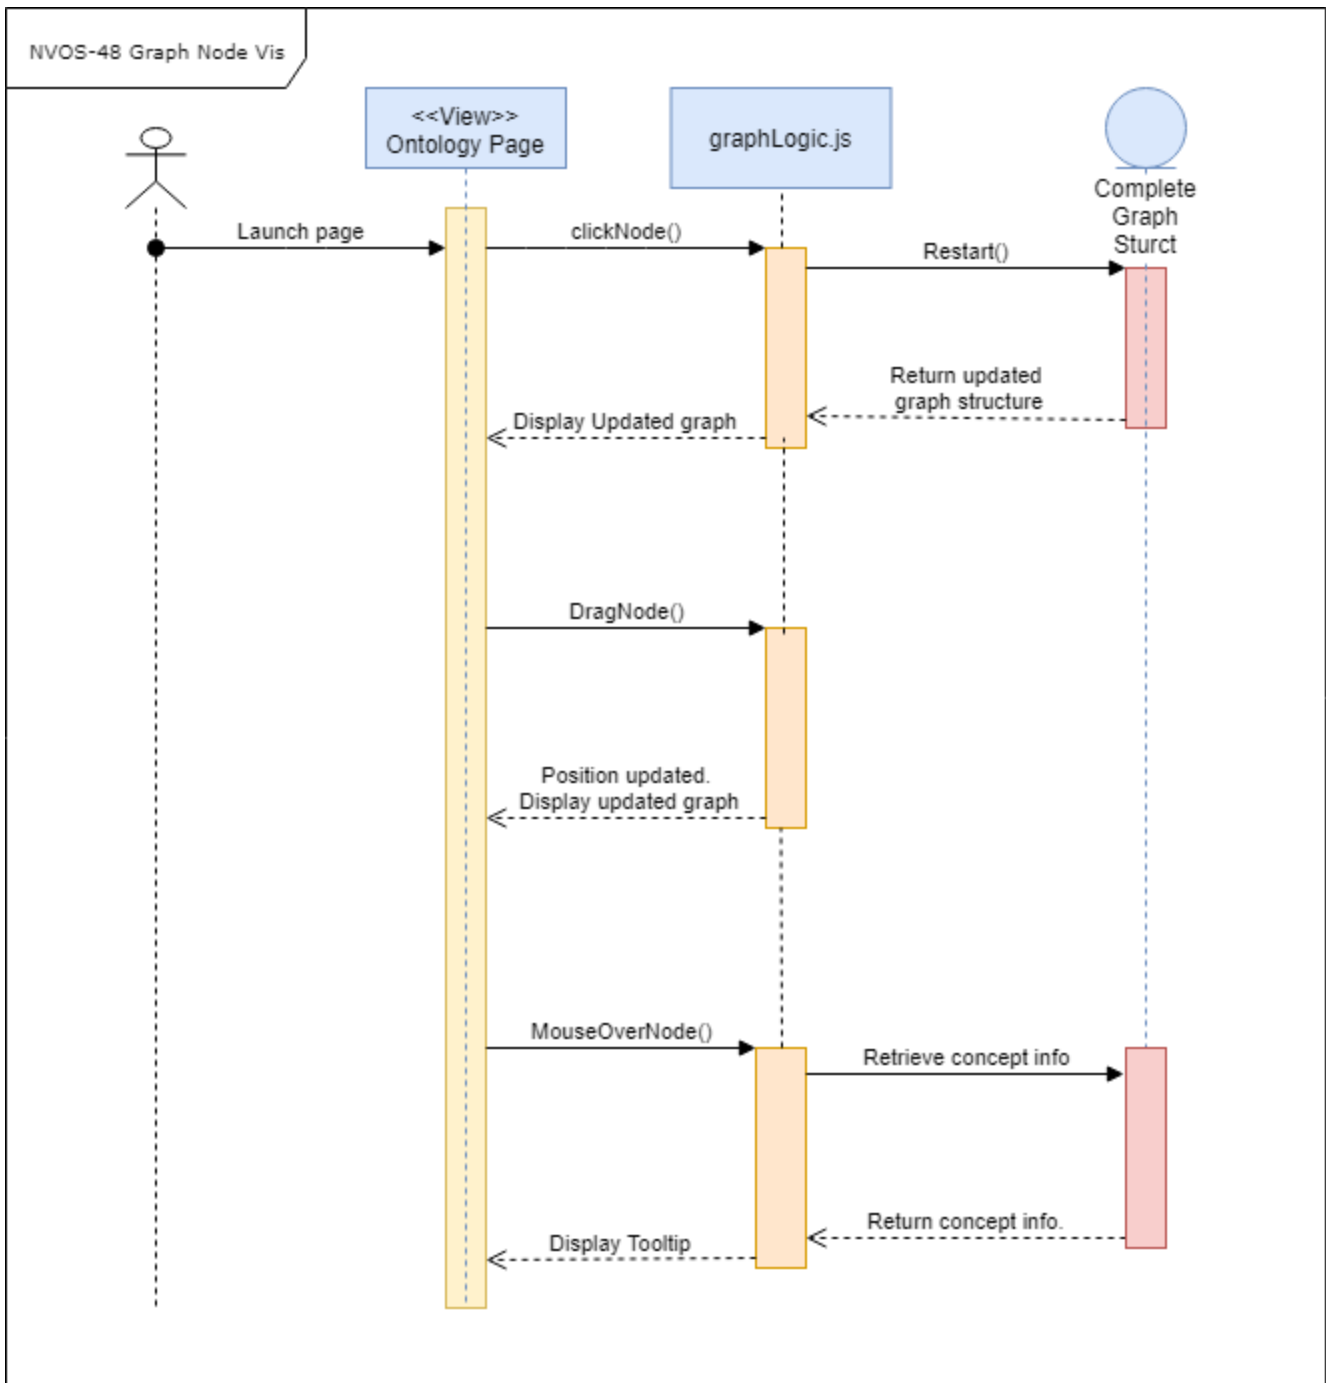 NVOS-48 Graph Node Vis
<<View>>
Ontology Page
graphLogic.js
Complete
Graph
Sturct
Launch page
clickNode()
Restart()
Return updated
graph structure
Display Updated graph
DragNode()
Position updated.
Display updated graph
MouseOverNode()
Retrieve concept info
Return concept info.
Display Tooltip